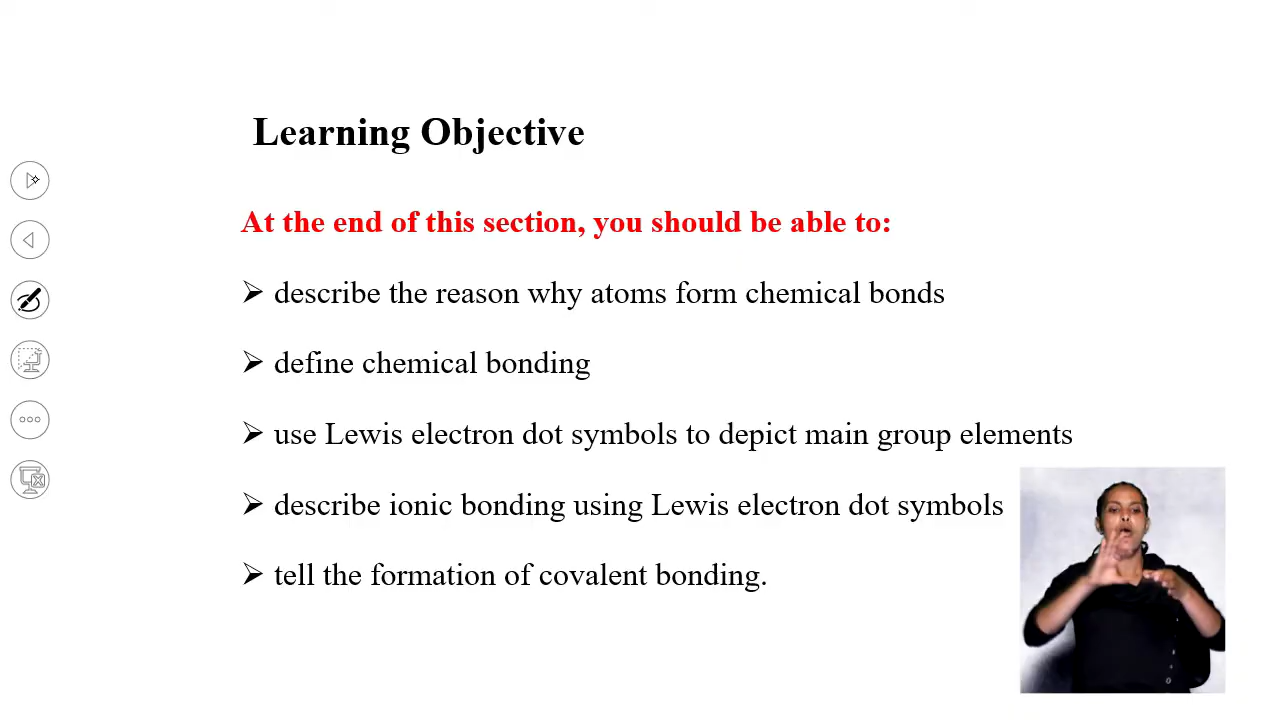 Learning Objective
At the end of this section, you should be able to:
➢ describe the reason why atoms form chemical bonds
➢ define chemical bonding
➢ use Lewis electron dot symbols to depict main group elements
➢ describe ionic bonding using Lewis electron dot symbols
➢ tell the formation of covalent bonding.